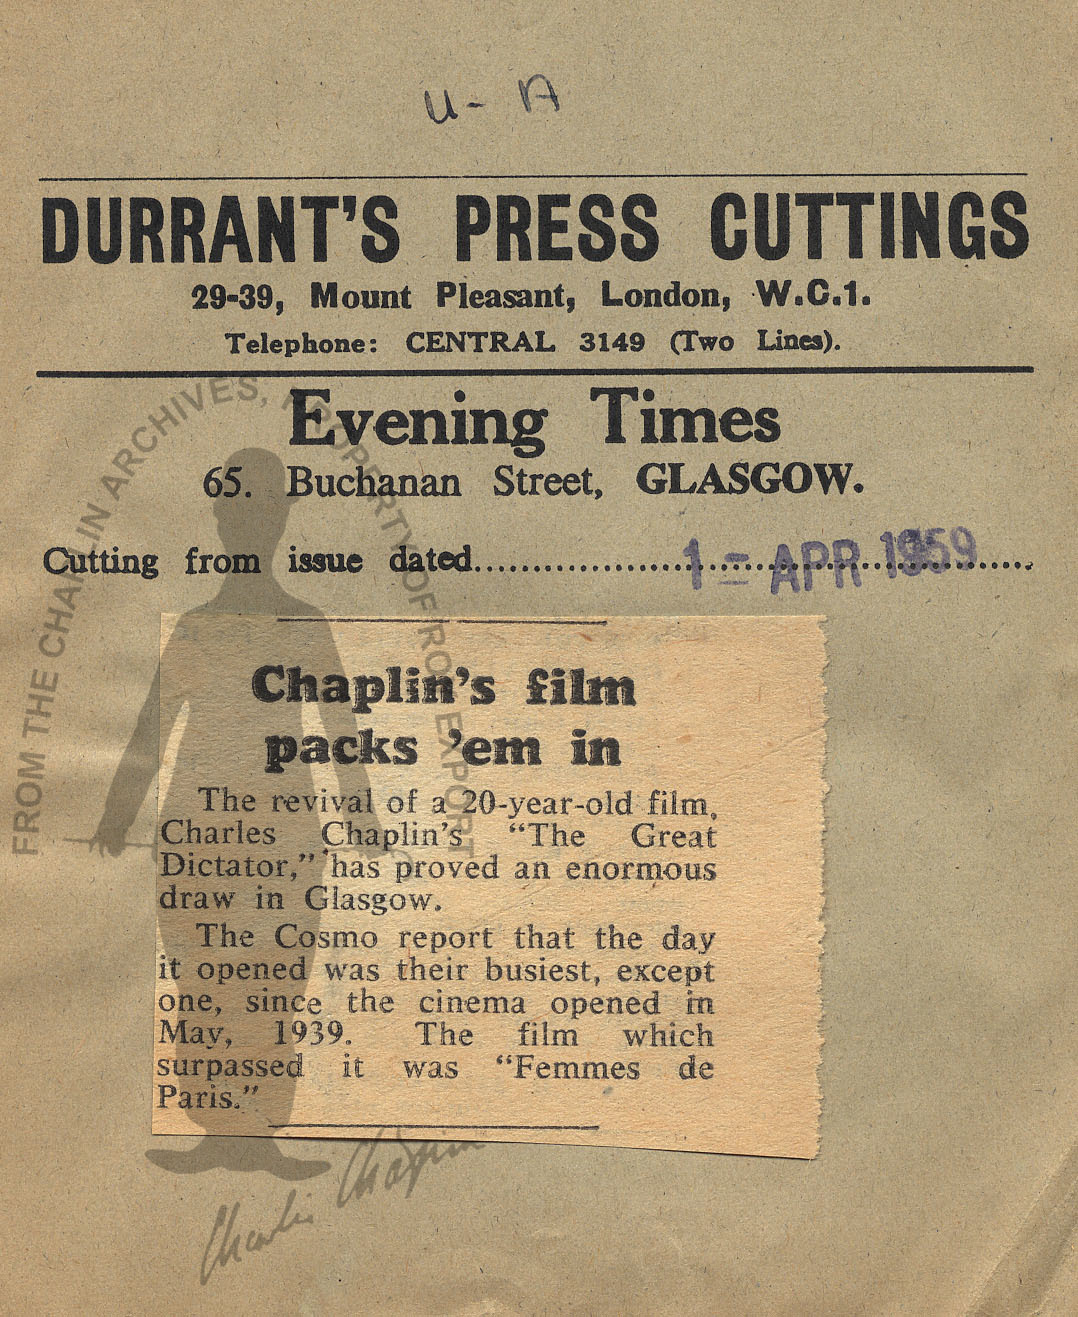 U - A
DURRANT'S PRESS CUTTINGS
29-39, Mount Pleasant, London, W.C.1.
Telephone: CENTRAL 3149 (Two Lines).
Evening Times
65. Buchanan Street, GLASGOW.
Cutting from issue dated 1 = APR 1959
Chaplin's film
packs 'em in
The revival of a 20-year-old film,
Charles Chaplin's “The Great
Dictator,” has proved an enormous
draw in Glasgow.
The Cosmo report that the day
it opened was their busiest, except
one, since the cinema opened in
May, 1939. The film which
surpassed it was “Femmes de
Paris.”
FROM THE CHAPLIN ARCHIVES, PROPERTY OF ROY EXPORT
Charlie Chaplin